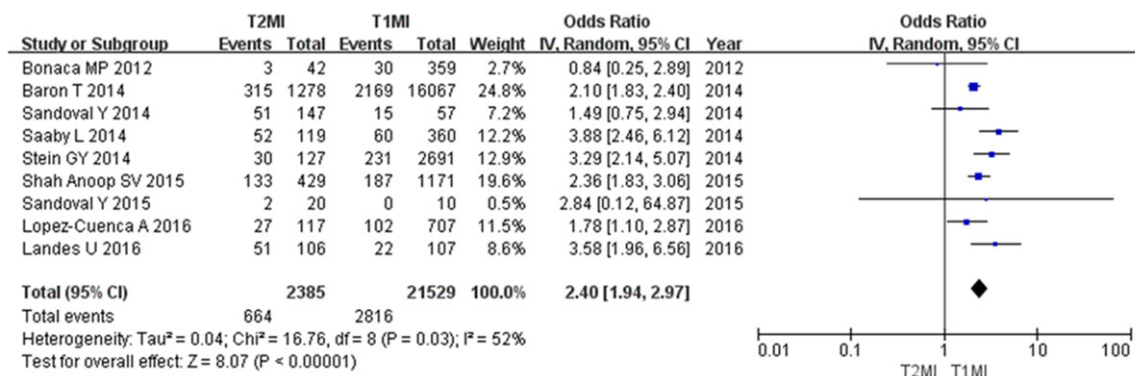 T2MI T1MI Odds Ratio Odds Ratio
Study or Subgroup Events Total Events Total Weight IV, Random, 95% CI Year IV, Random, 95% CI
Bonaca MP 2012 3 42 30 359 2.7% 0.84 [0.25, 2.89] 2012
Baron T 2014 315 1278 2169 16067 24.8% 2.10 [1.83, 2.40] 2014
Sandoval Y 2014 51 147 15 57 7.2% 1.49 [0.75, 2.94] 2014
Saaby L 2014 52 119 60 360 12.2% 3.88 [2.46, 6.12] 2014
Stein GY 2014 30 127 231 2691 12.9% 3.29 [2.14, 5.07] 2014
Shah Anoop SV 2015 133 429 187 1171 19.6% 2.36 [1.83, 3.06] 2015
Sandoval Y 2015 2 20 0 10 0.5% 2.84 [0.12, 64.87] 2015
Lopez-Cuenca A 2016 27 117 102 707 11.5% 1.78 [1.10, 2.87] 2016
Landes U 2016 51 106 22 107 8.6% 3.58 [1.96, 6.56] 2016
Total (95% CI) 2385 21529 100.0% 2.40 [1.94, 2.97]
Total events 664 2816
Heterogeneity: Tau² = 0.04; Chi² = 16.76, df = 8 (P = 0.03); I² = 52%
Test for overall effect: Z = 8.07 (P < 0.00001)
0.01 0.1 1 10 100
T2MI T1MI